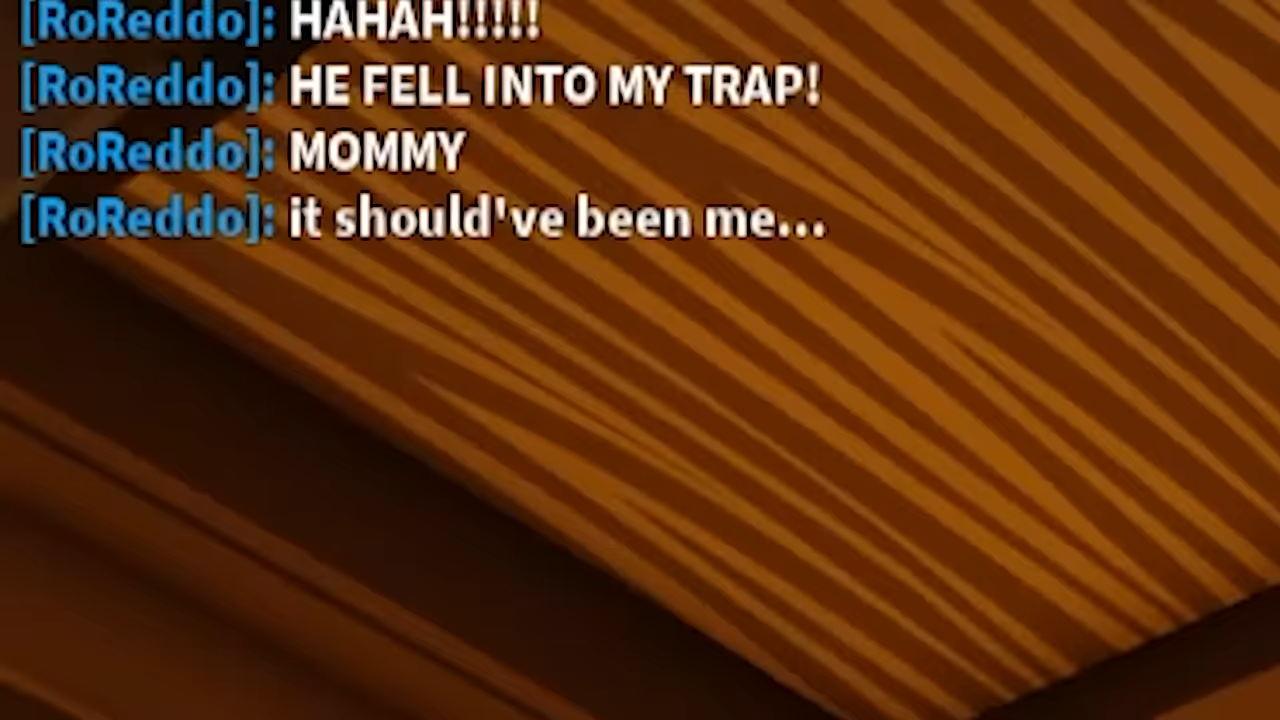 [RoReddo]: HAHAH!!!!!
[RoReddo]: HE FELL INTO MY TRAP!
[RoReddo]: MOMMY
[RoReddo]: it should've been me...